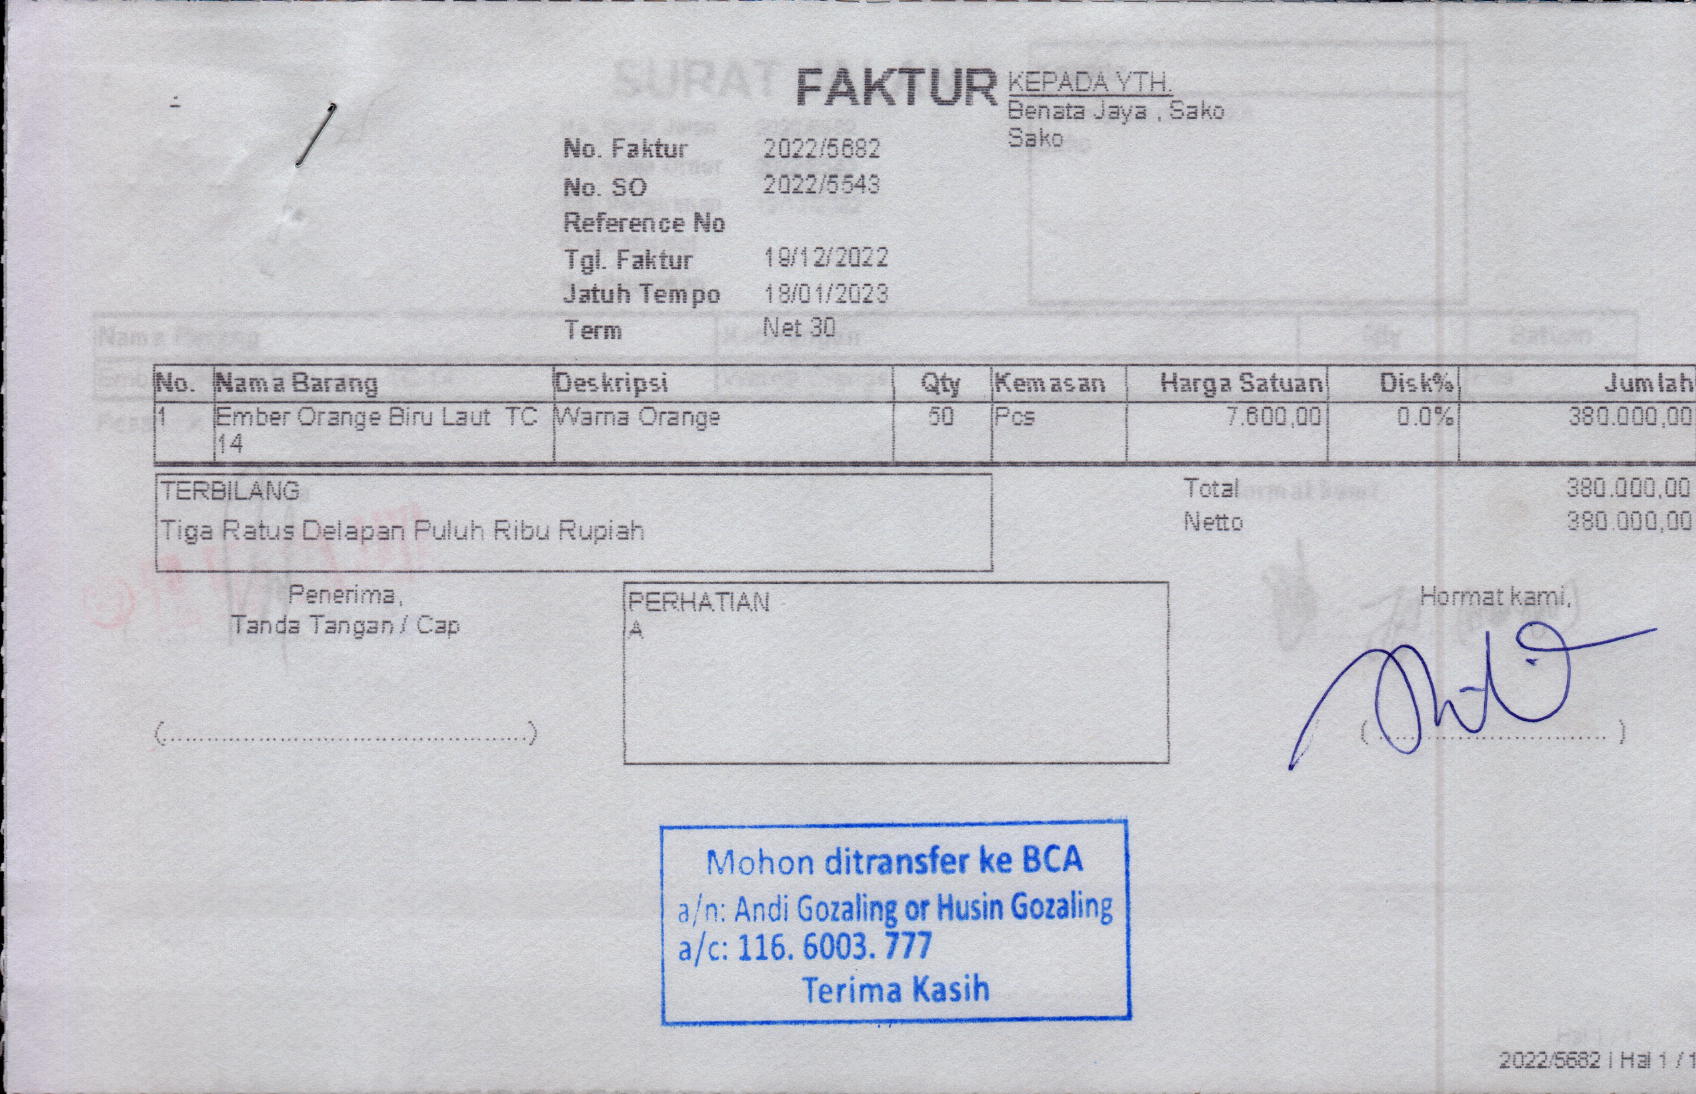 FAKTUR
KEPADA YTH.
Benata Jaya , Sako
Sako
No. Faktur 2022/5682
No. SO 2022/5543
Reference No
Tgl. Faktur 19/12/2022
Jatuh Tempo 18/01/2023
Term Net 30
No. Nama Barang Deskripsi Qty Kemasan Harga Satuan Disk% Jumlah
1 Ember Orange Biru Laut TC Warna Orange 50 Pcs 7.600,00 0.0% 380.000,00
14
TERBILANG
Tiga Ratus Delapan Puluh Ribu Rupiah
Total 380.000,00
Netto 380.000,00
Penerima,
Tanda Tangan / Cap
(..................................................)
PERHATIAN
A
Hormat kami,
(................................)
Mohon ditransfer ke BCA
a/n: Andi Gozaling or Husin Gozaling
a/c: 116. 6003. 777
Terima Kasih
2022/5682 | Hal 1 / 1